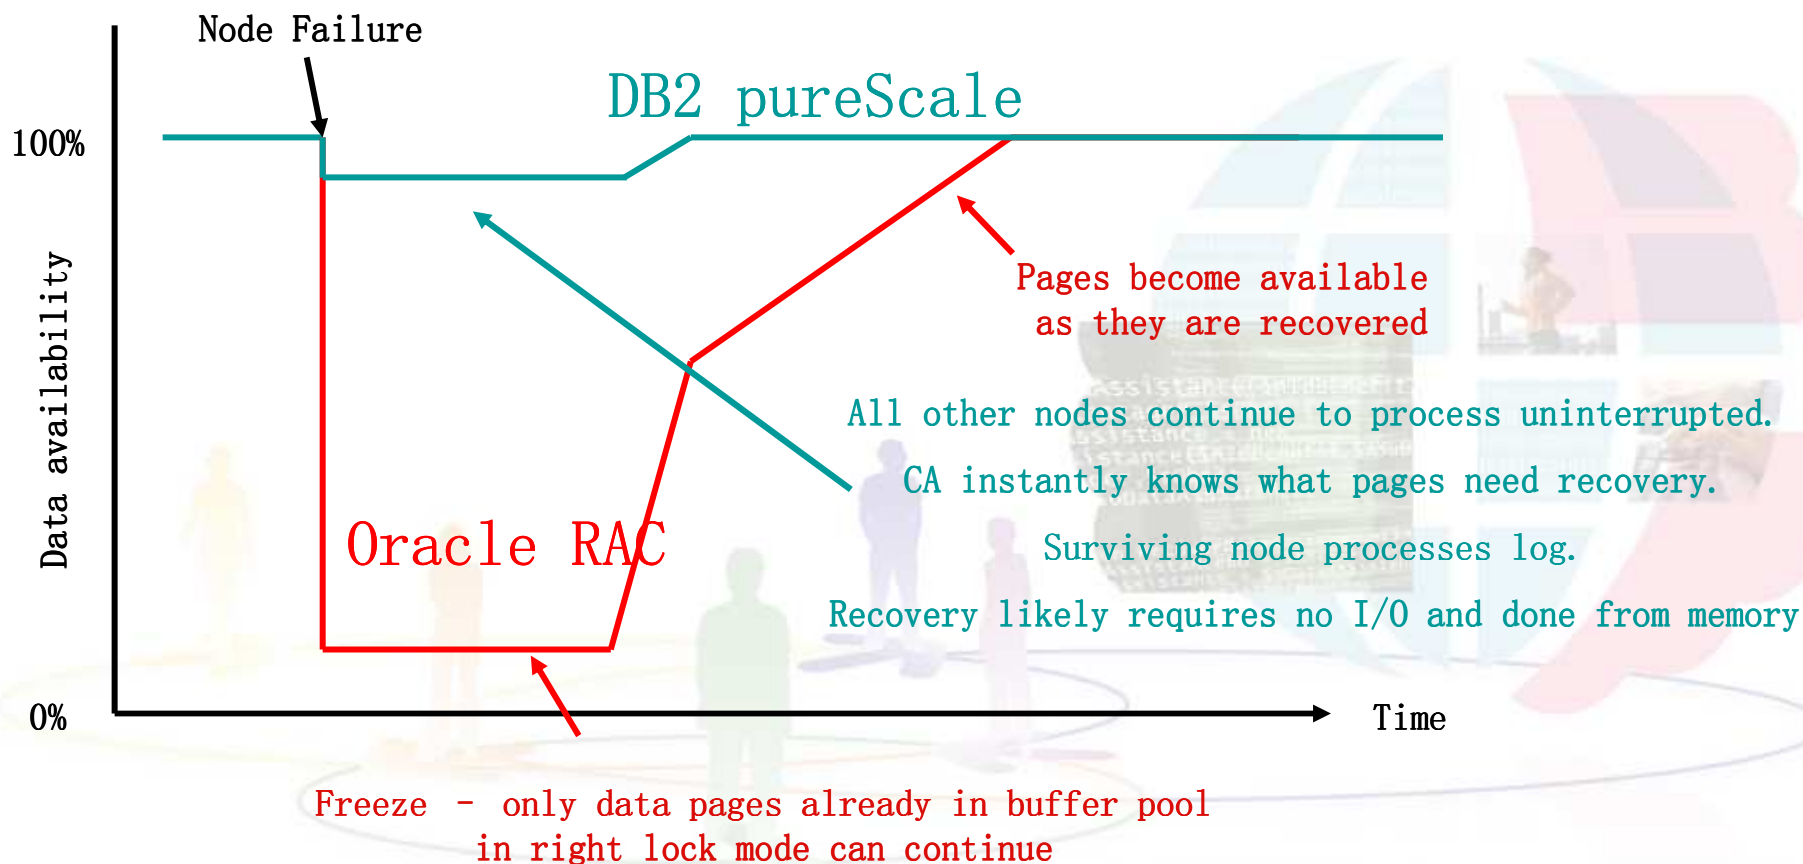 Node Failure
DB2 pureScale
100%
Data availability
Pages become available
as they are recovered
All other nodes continue to process uninterrupted.
CA instantly knows what pages need recovery.
Oracle RAC
Surviving node processes log.
Recovery likely requires no I/O and done from memory
0%
Time
Freeze – only data pages already in buffer pool
in right lock mode can continue